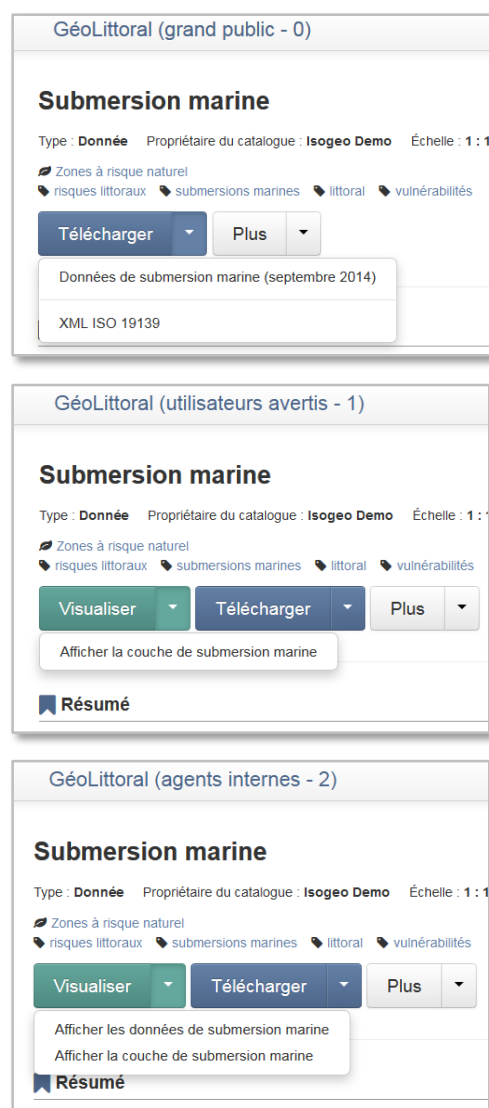 GéoLittoral (grand public - 0)
Submersion marine
Type : Donnée Propriétaire du catalogue : Isogeo Demo Échelle : 1 : 1
Zones à risque naturel
risques littoraux submersions marines littoral vulnérabilités
Télécharger Plus
Données de submersion marine (septembre 2014)
XML ISO 19139
GéoLittoral (utilisateurs avertis - 1)
Submersion marine
Type : Donnée Propriétaire du catalogue : Isogeo Demo Échelle : 1 : 1
Zones à risque naturel
risques littoraux submersions marines littoral vulnérabilités
Visualiser Télécharger Plus
Afficher la couche de submersion marine
Résumé
GéoLittoral (agents internes - 2)
Submersion marine
Type : Donnée Propriétaire du catalogue : Isogeo Demo Échelle : 1 : 1
Zones à risque naturel
risques littoraux submersions marines littoral vulnérabilités
Visualiser Télécharger Plus
Afficher les données de submersion marine
Afficher la couche de submersion marine
Résumé